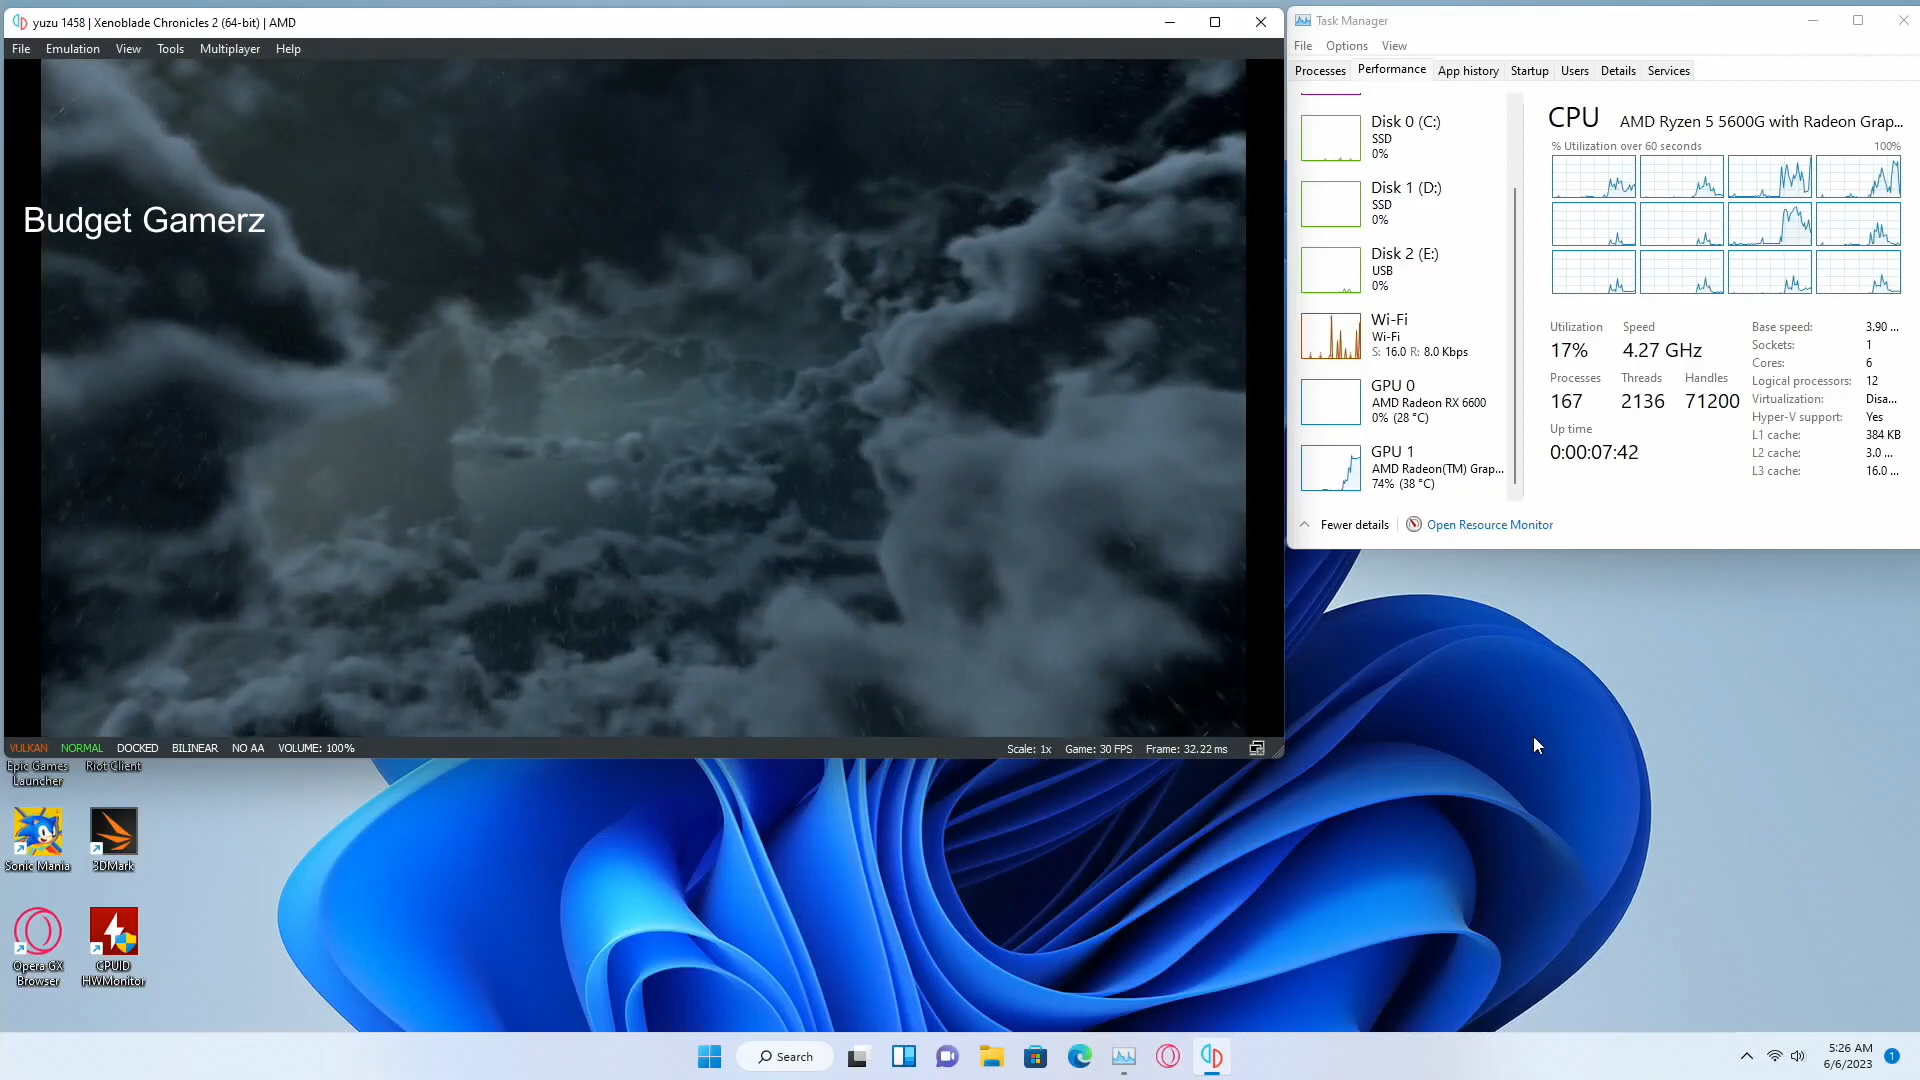 yuzu 1458 | Xenoblade Chronicles 2 (64-bit) | AMD
File Emulation View Tools Multiplayer Help
Budget Gamerz
VULKAN NORMAL DOCKED BILINEAR NO AA VOLUME: 100%
Scale: 1x Game: 30 FPS Frame: 32.22 ms
Task Manager
File Options View
Processes Performance App history Startup Users Details Services
Disk 0 (C:)
SSD
0%
Disk 1 (D:)
SSD
0%
Disk 2 (E:)
USB
0%
Wi-Fi
Wi-Fi
S: 16.0 R: 8.0 Kbps
GPU 0
AMD Radeon RX 6600
0% (28 °C)
GPU 1
AMD Radeon(TM) Grap...
74% (38 °C)
CPU AMD Ryzen 5 5600G with Radeon Grap...
% Utilization over 60 seconds 100%
Utilization Speed
17% 4.27 GHz
Processes Threads Handles
167 2136 71200
Up time
0:00:07:42
Base speed: 3.90 ...
Sockets: 1
Cores: 6
Logical processors: 12
Virtualization: Disa...
Hyper-V support: Yes
L1 cache: 384 KB
L2 cache: 3.0 ...
L3 cache: 16.0 ...
Fewer details Open Resource Monitor
Epic Games
Launcher
Riot Client
Sonic Mania
3DMark
Opera GX
Browser
CPUID
HWMonitor
Search
5:26 AM
6/6/2023
1